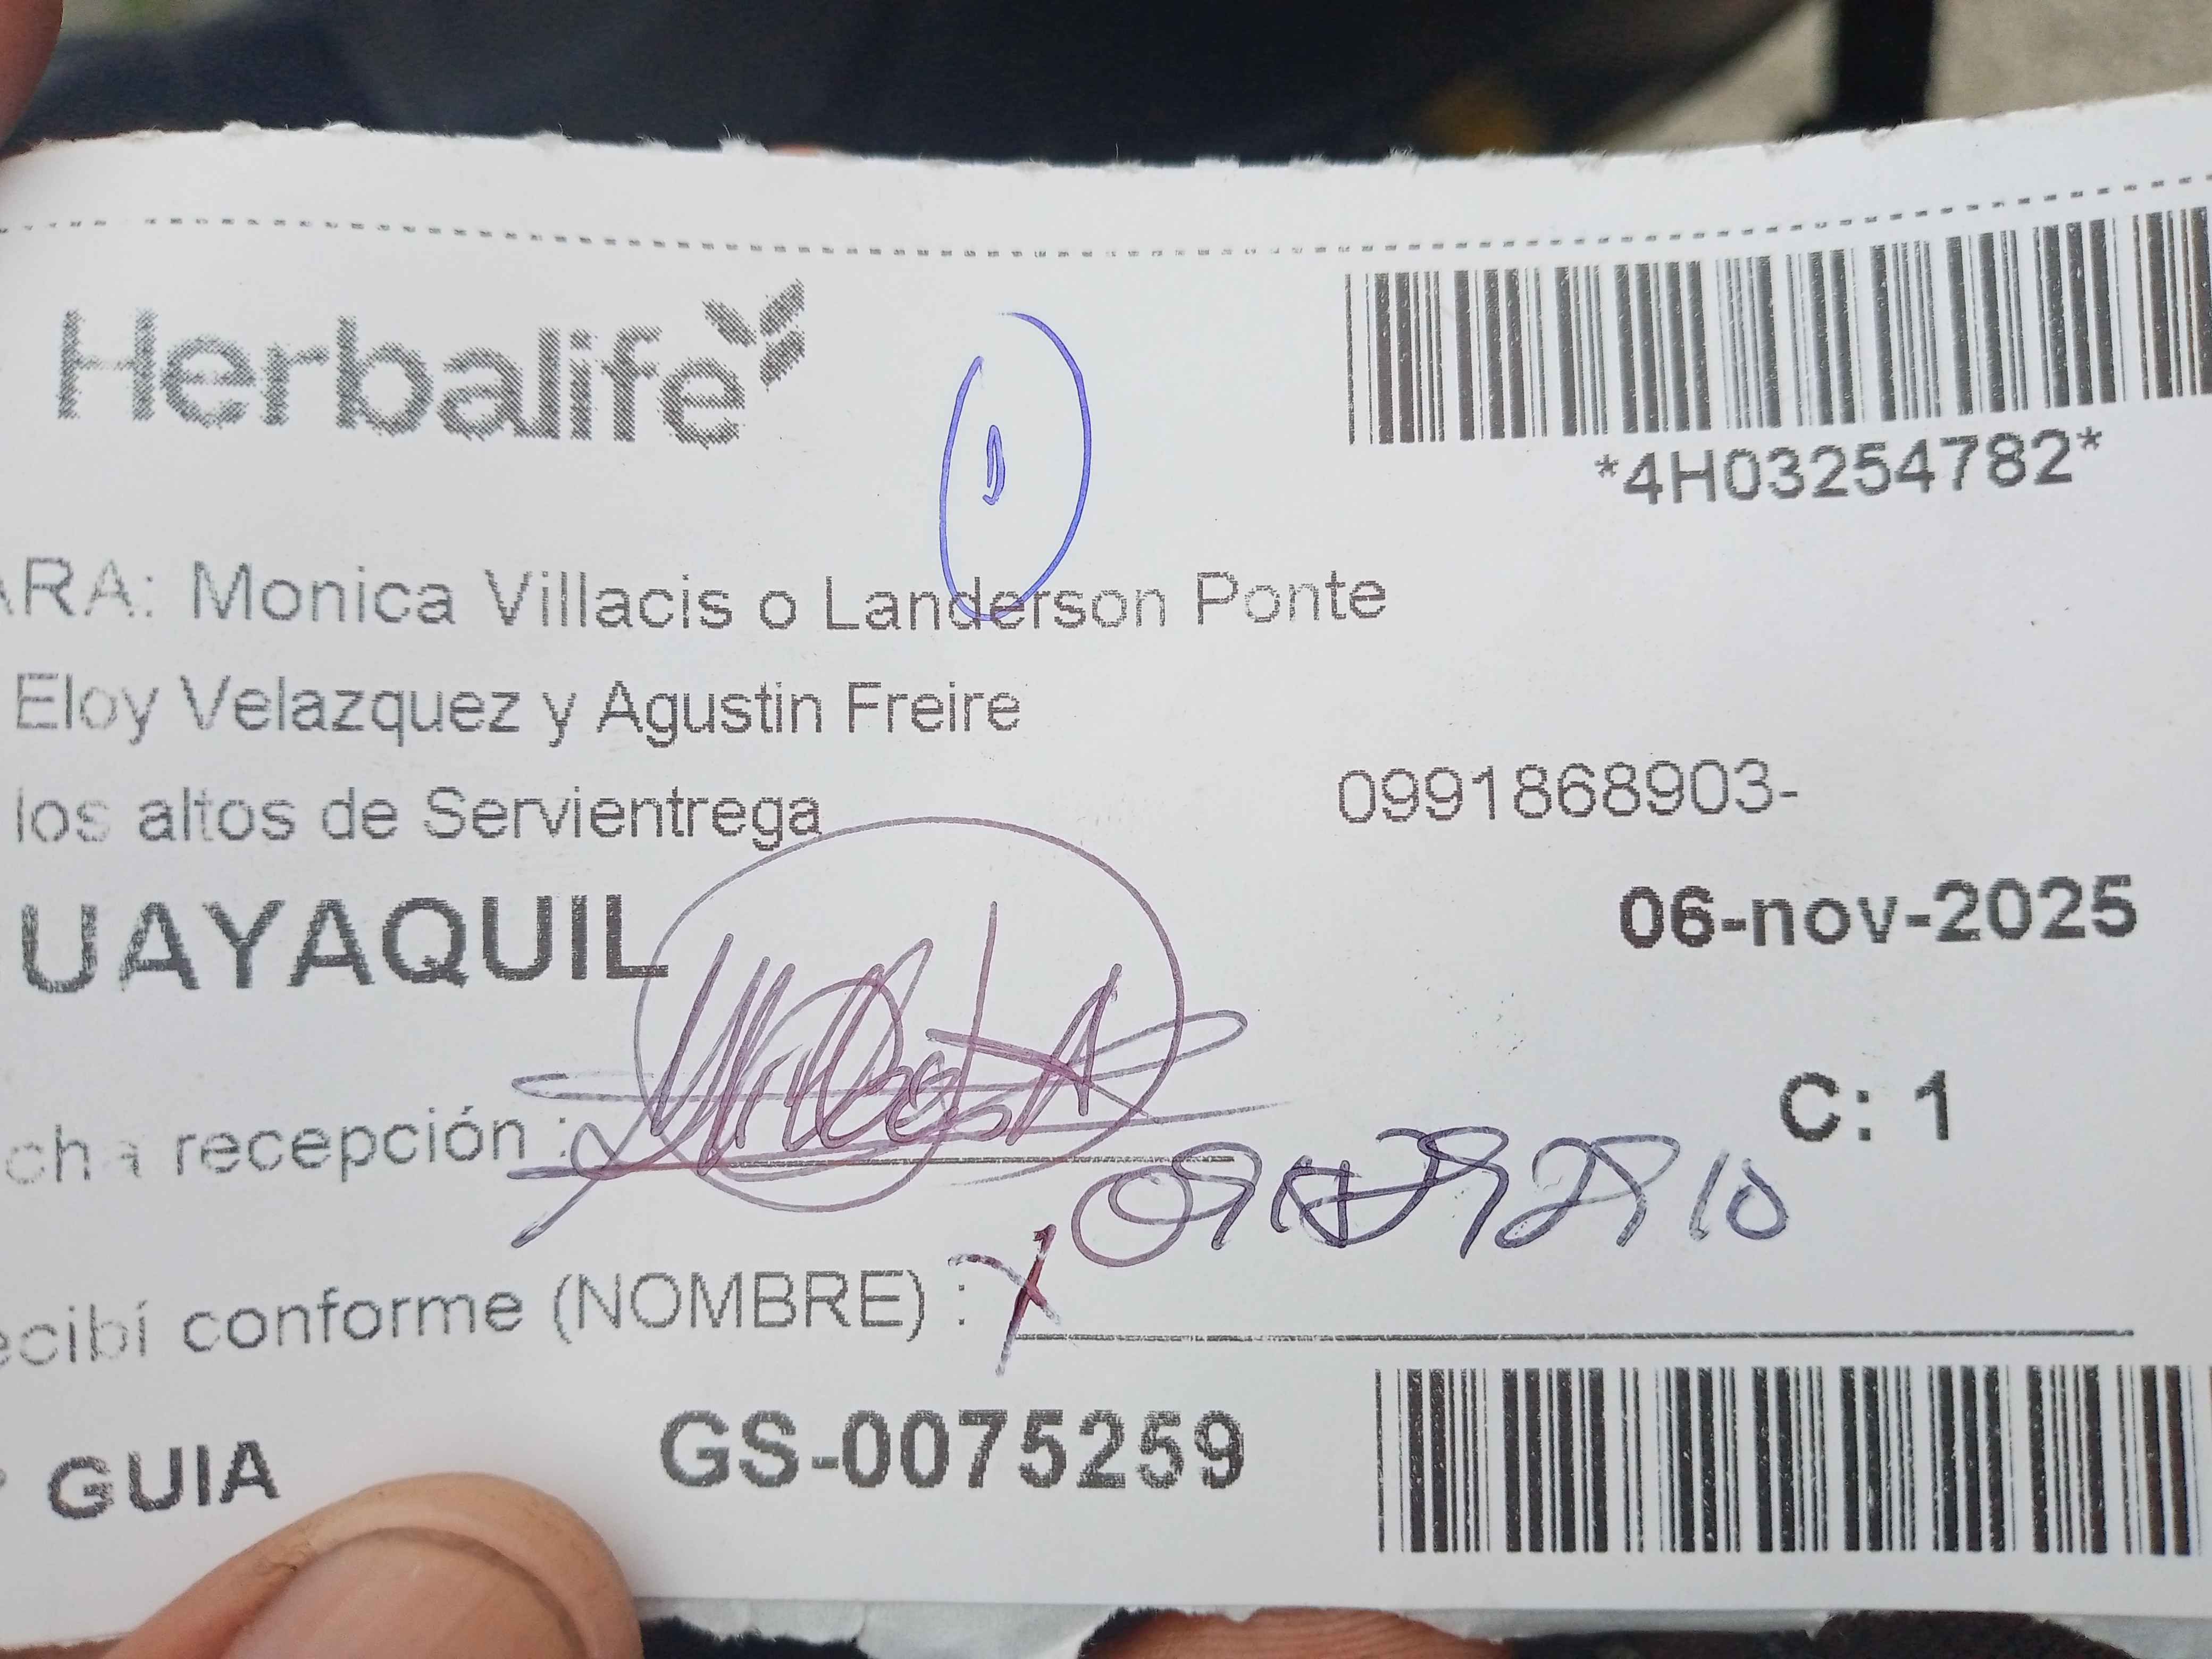 Herbalife
*4H03254782*
ARA: Monica Villacis o Landerson Ponte
Eloy Velazquez y Agustin Freire
los altos de Servientrega
0991868903-
UAYAQUIL
06-nov-2025
C: 1
cha recepción :
ecibí conforme (NOMBRE) : X
GUIA
GS-0075259